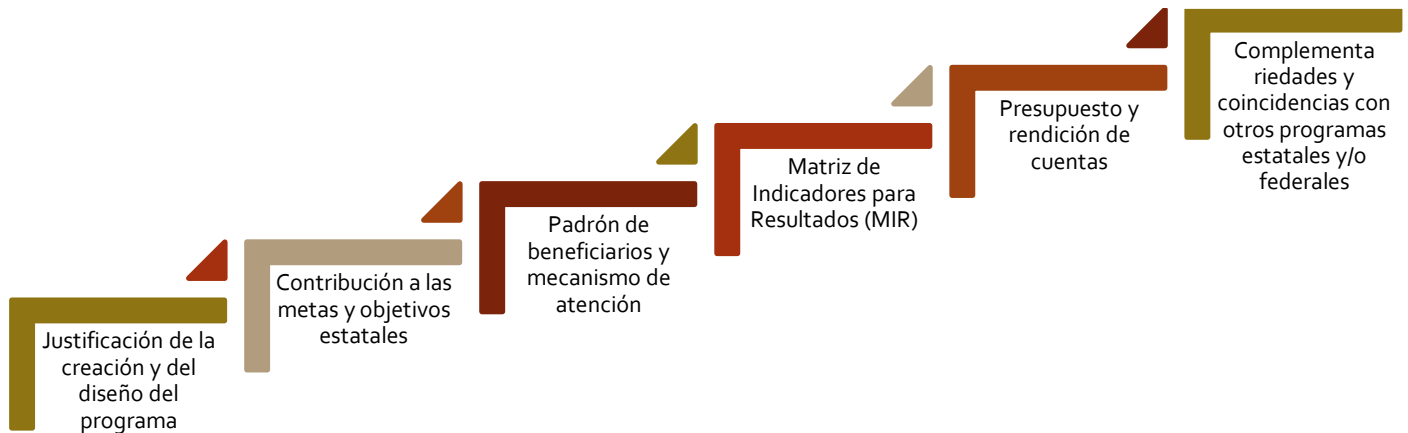 Justificación de la
creación y del
diseño del
programa
Contribución a las
metas y objetivos
estatales
Padrón de
beneficiarios y
mecanismo de
atención
Matriz de
Indicadores para
Resultados (MIR)
Presupuesto y
rendición de
cuentas
Complementa
riedades y
coincidencias con
otros programas
estatales y/o
federales